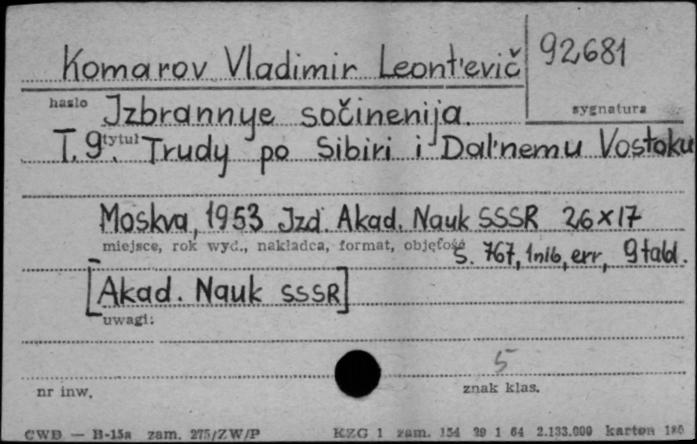 Komarov Vladimir Leont'evič 92681
hasło sygnatura
Izbrannye sočinenija.
tytuł
T. 9. Trudy po Sibiri i Dal'nemu Vostoku
Moskva, 1953 Izd. Akad. Nauk SSSR 26×17
miejsce, rok wyd., nakładca, format, objętość
s. 767, 1nlb, err, 9 tabl.
[Akad. Nauk SSSR]
uwagi:
5
nr inw. znak klas.
CWD — B-15a zam. 275/ZW/P KZG 1 zam. 154 29 1 64 2.133.000 karton 180